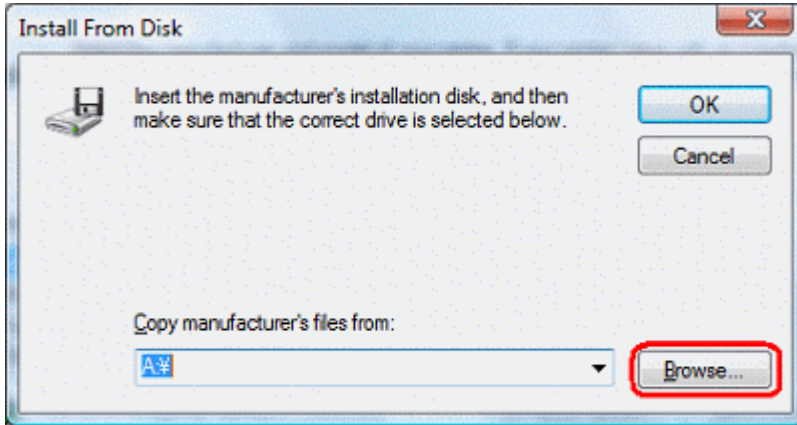 Install From Disk
Insert the manufacturer's installation disk, and then
make sure that the correct drive is selected below.
OK
Cancel
Copy manufacturer's files from:
A:¥
Browse...